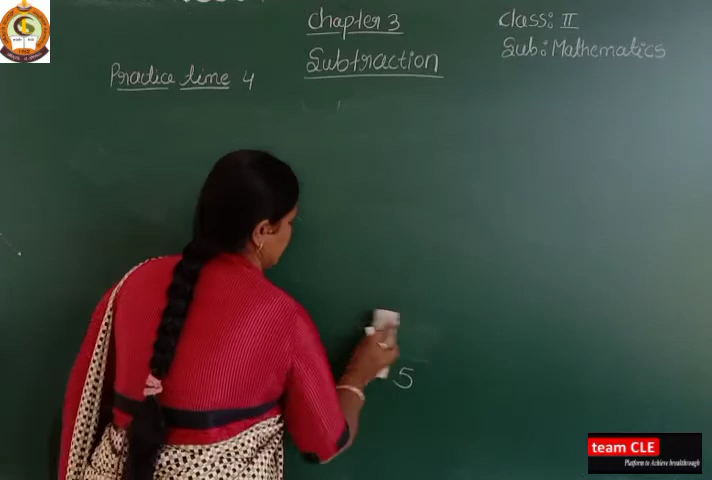 Chapter 3
Class: II
Subtraction
Sub: Mathematics
Practice time 4
5
team CLE
Platform to Achieve breakthrough